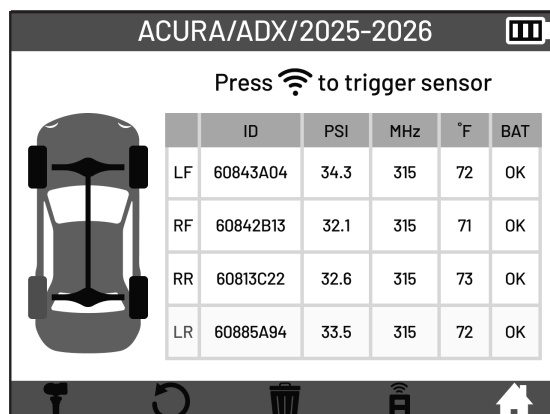 ACURA/ADX/2025-2026
Press to trigger sensor
ID PSI MHz °F BAT
LF 60843A04 34.3 315 72 OK
RF 60842B13 32.1 315 71 OK
RR 60813C22 32.6 315 73 OK
LR 60885A94 33.5 315 72 OK